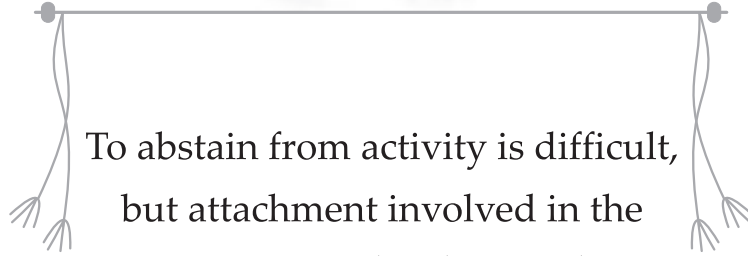 To abstain from activity is difficult,
but attachment involved in the